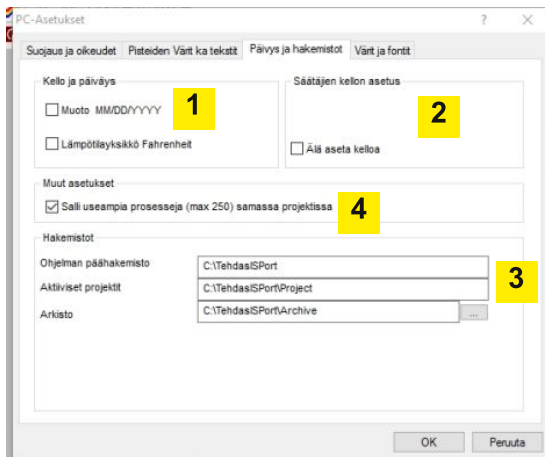 PC-Asetukset
Suojaus ja oikeudet Pisteiden Värit ka tekstit Päivys ja hakemistot Värit ja fontit
Kello ja päiväys
1
Muoto MM/DD/YYYY
Lämpötilayksikkö Fahrenheit
Säätäjien kellon asetus
2
Älä aseta kelloa
Muut asetukset
Salli useampia prosesseja (max 250) samassa projektissa
4
Hakemistot
Ohjelman päähakemisto C:\TehdasISPort
Aktiiviset projektit C:\TehdasISPort\Project
3
Arkisto C:\TehdasISPort\Archive ...
OK Peruuta